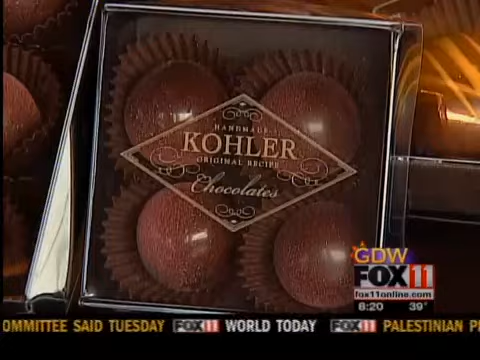 HANDMADE
KOHLER
ORIGINAL RECIPE
Chocolates
GDW
FOX 11
fox11online.com
8:20 39°
OMMITTEE SAID TUESDAY FOX 11 WORLD TODAY FOX 11 PALESTINIAN P